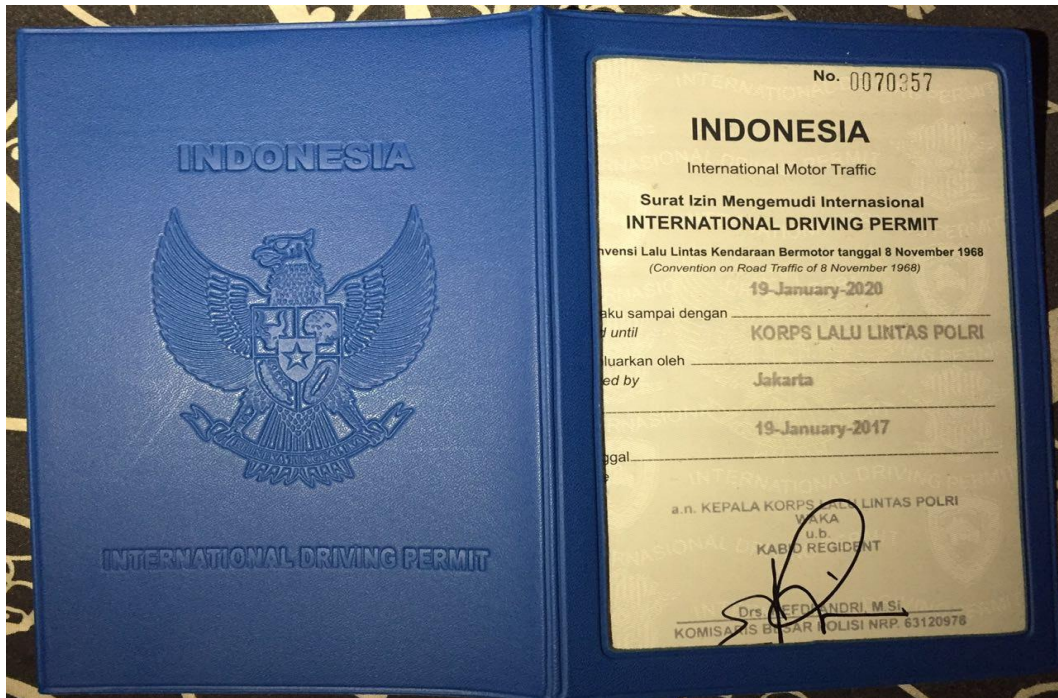 INDONESIA
INTERNATIONAL DRIVING PERMIT
No. 0070357
INDONESIA
International Motor Traffic
Surat Izin Mengemudi Internasional
INTERNATIONAL DRIVING PERMIT
nvensi Lalu Lintas Kendaraan Bermotor tanggal 8 November 1968
(Convention on Road Traffic of 8 November 1968)
19-January-2020
aku sampai dengan
d until
KORPS LALU LINTAS POLRI
luarkan oleh
ed by
Jakarta
19-January-2017
ggal
e
a.n. KEPALA KORPS LALU LINTAS POLRI
WAKA
u.b.
KABID REGIDENT
Drs. M.Si
KOMISARIS BESAR POLISI NRP. 63120978